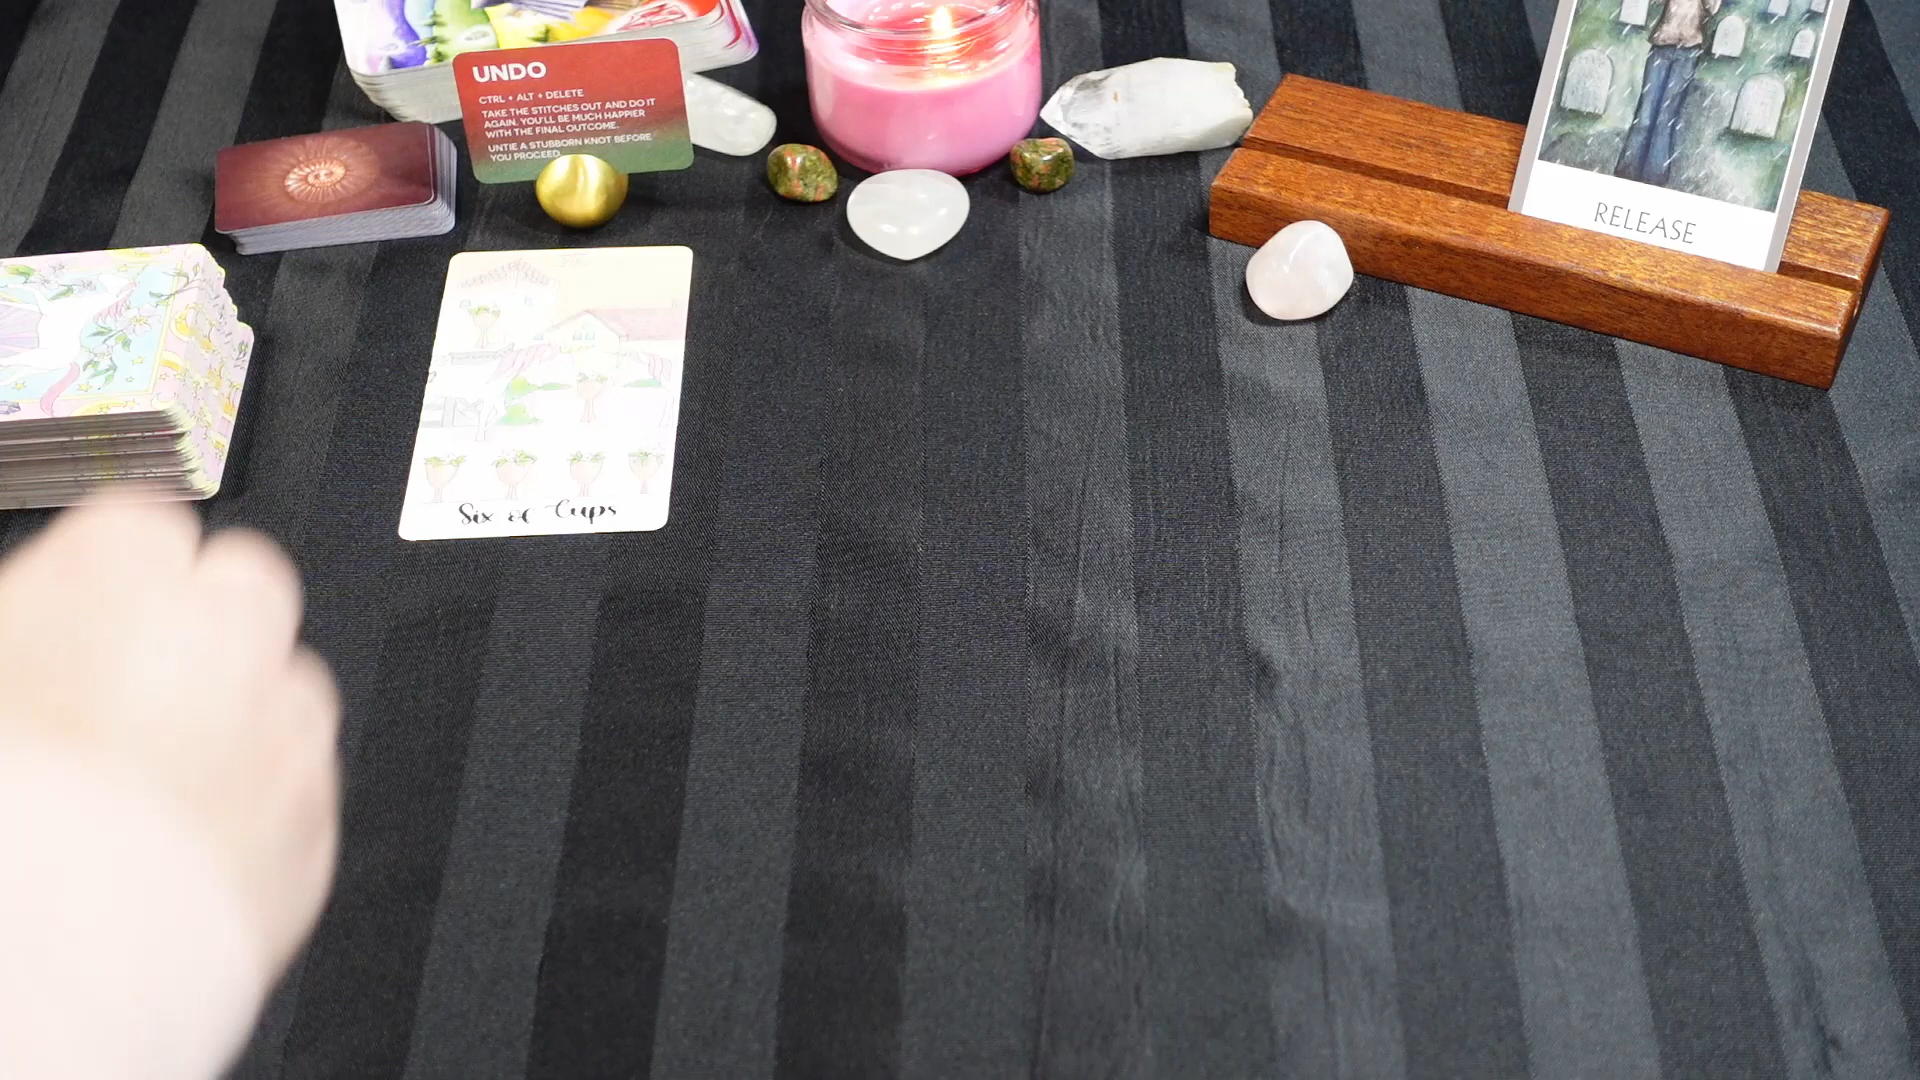 UNDO
CTRL + ALT + DELETE
TAKE THE STITCHES OUT AND DO IT
AGAIN. YOU'LL BE MUCH HAPPIER
WITH THE FINAL OUTCOME.
UNTIE A STUBBORN KNOT BEFORE
YOU PROCEED
RELEASE
Six of Cups